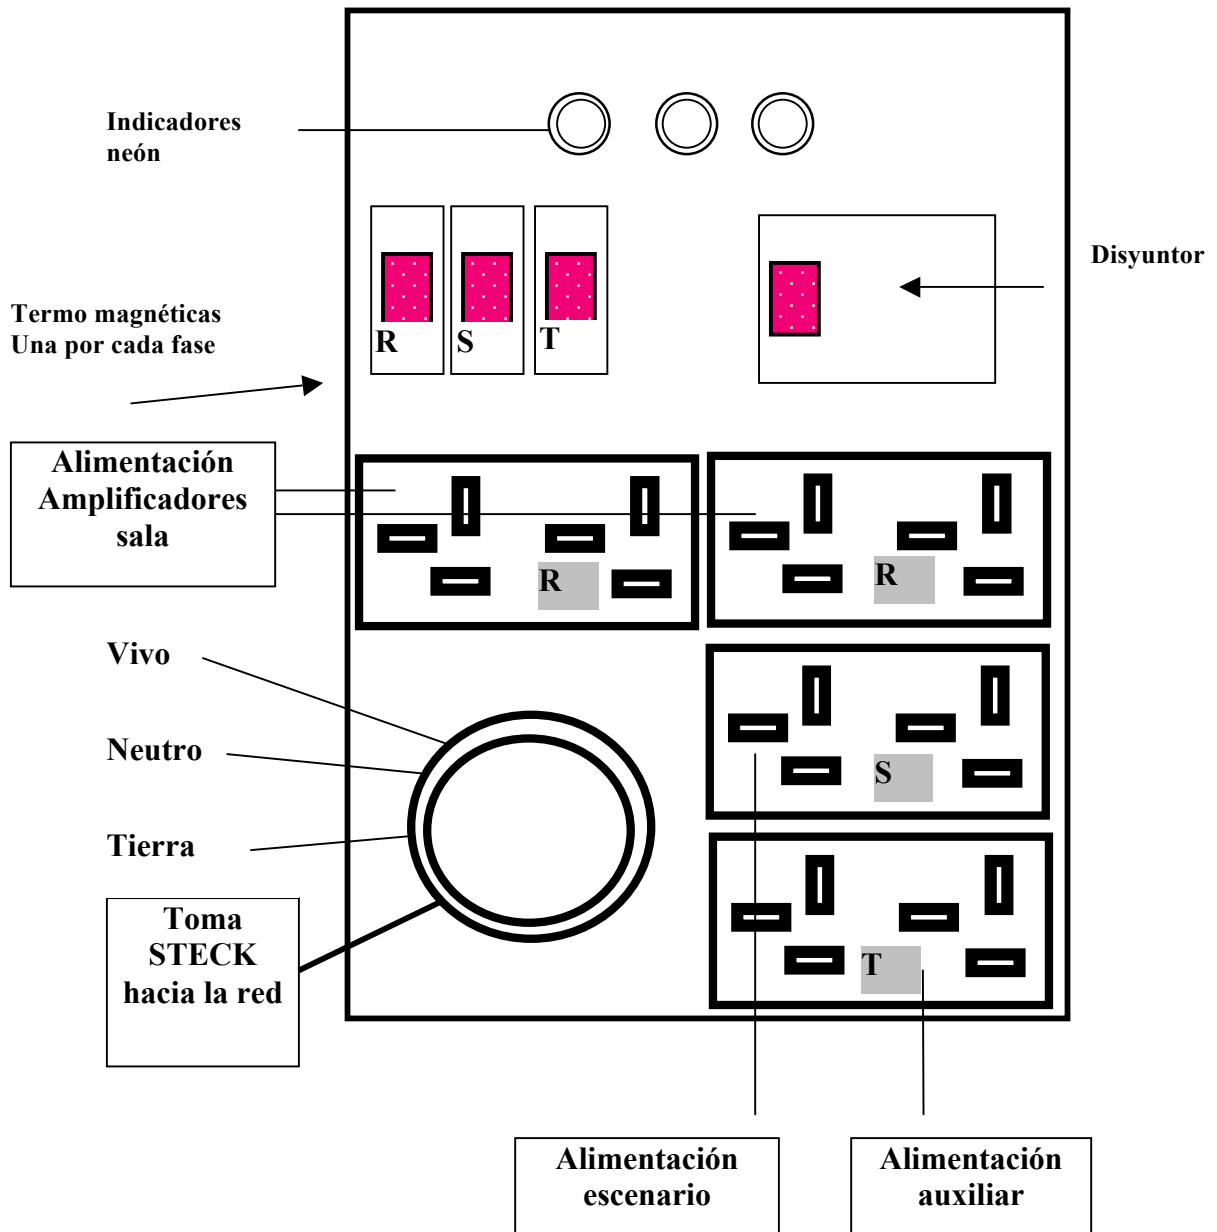 Indicadores
neón
Disyuntor
Termo magnéticas
Una por cada fase
R
S
T
Alimentación
Amplificadores
sala
R
R
Vivo
Neutro
Tierra
S
Toma
STECK
hacia la red
T
Alimentación
escenario
Alimentación
auxiliar